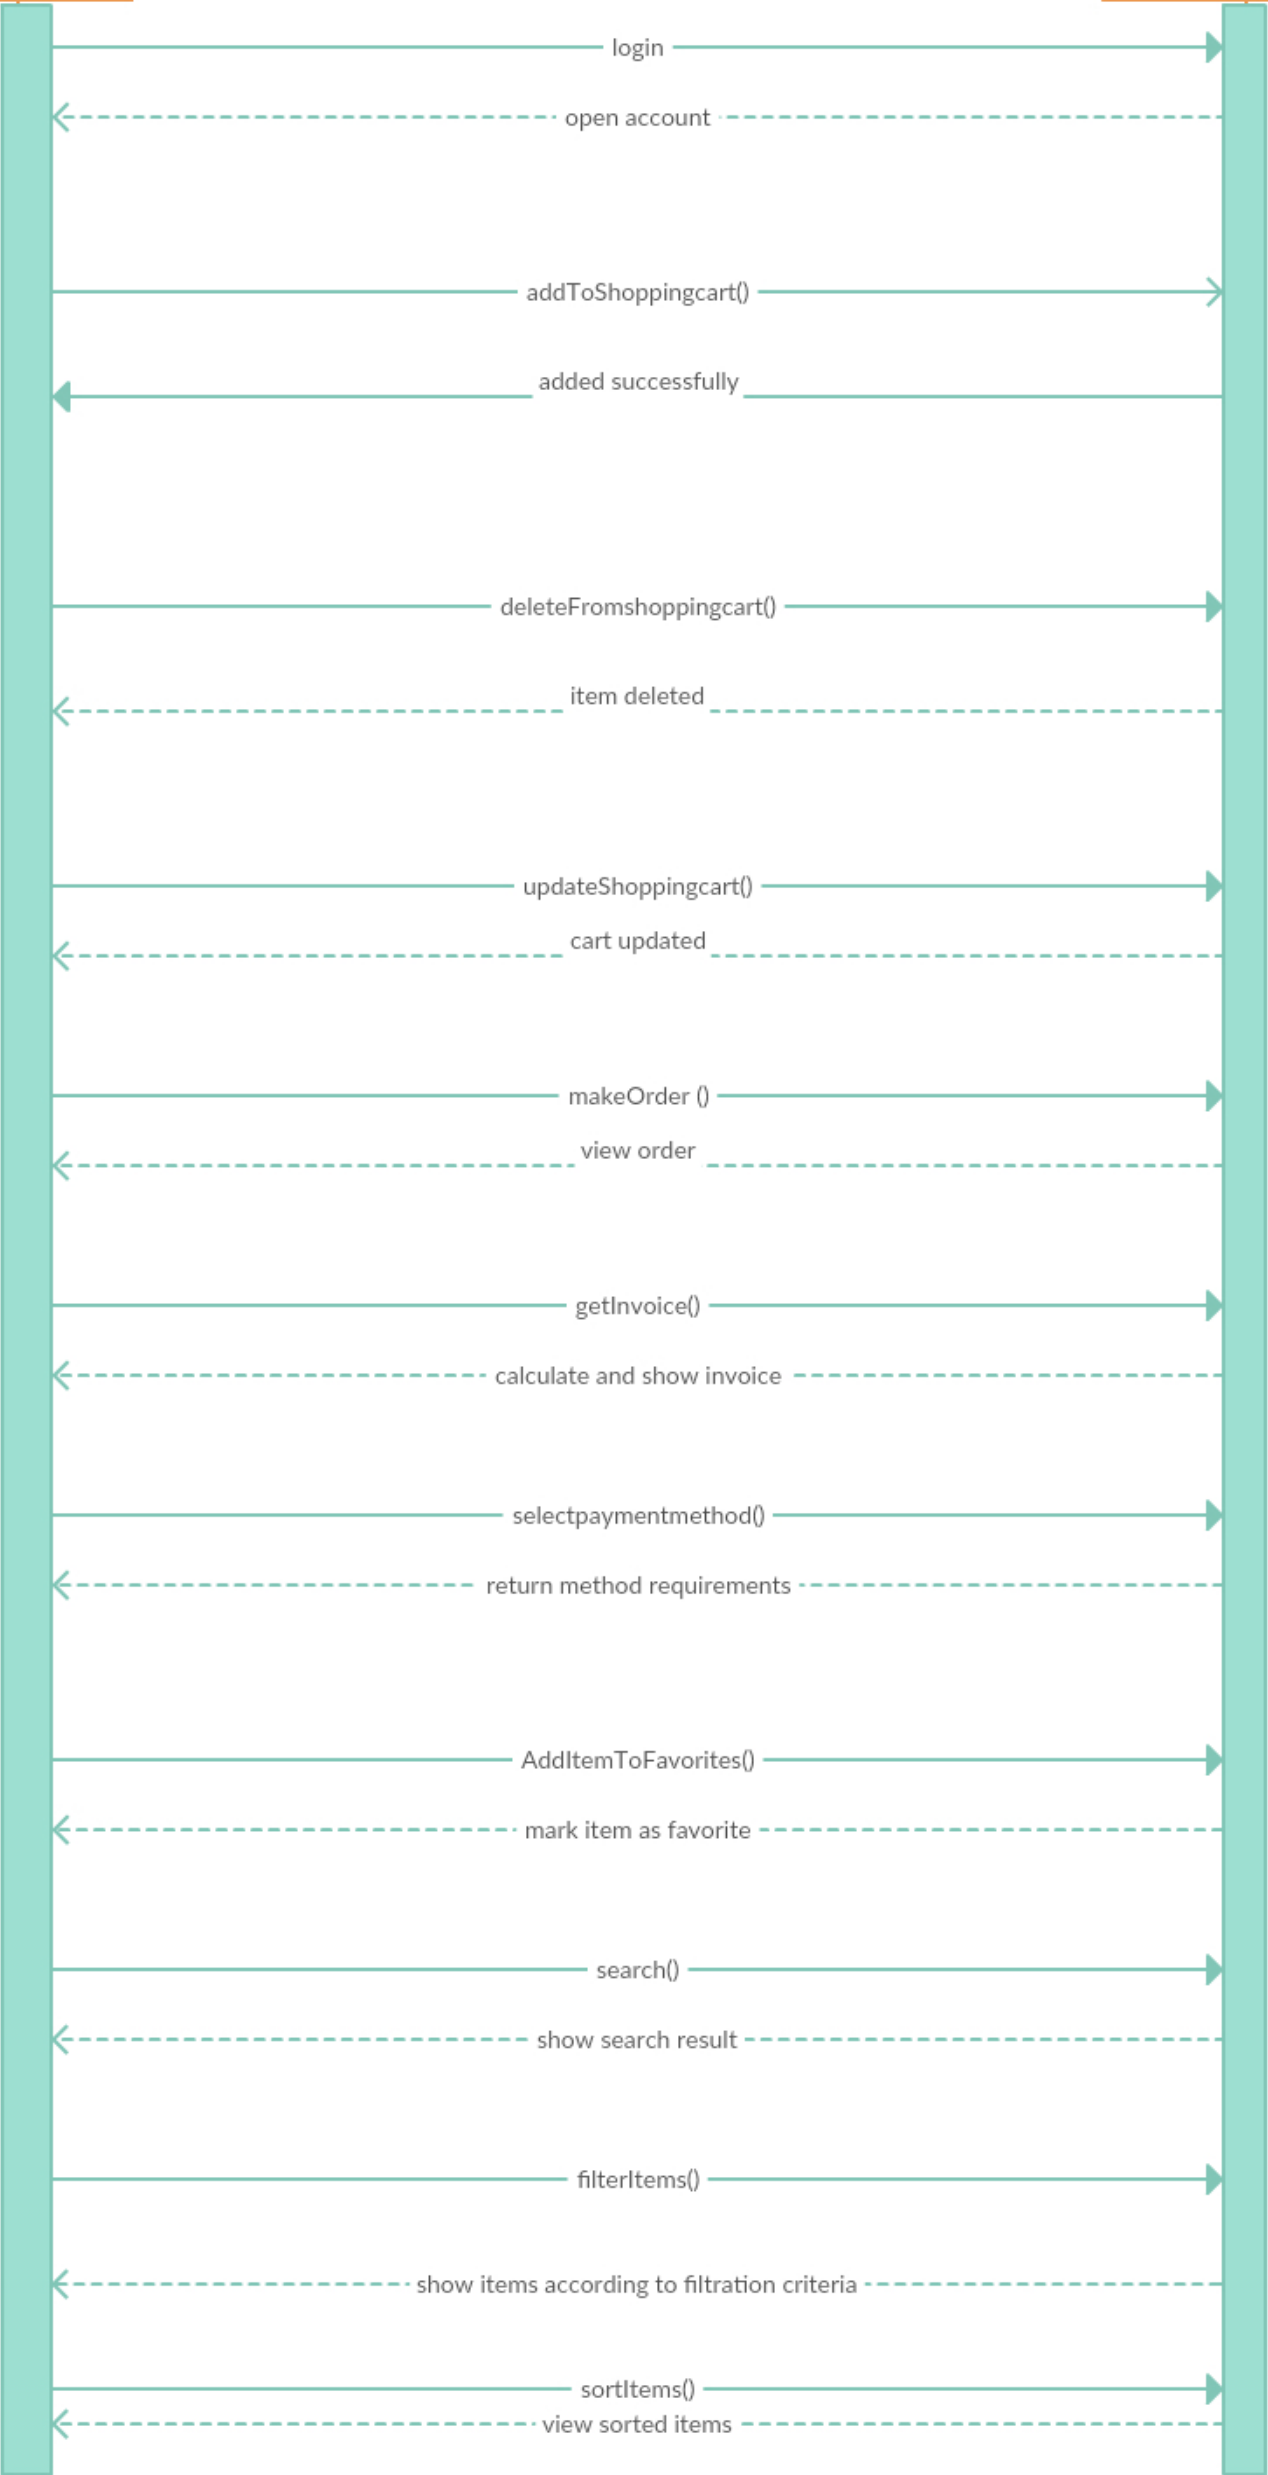 login
open account
addToShoppingcart()
added successfully
deleteFromshoppingcart()
item deleted
updateShoppingcart()
cart updated
makeOrder ()
view order
getInvoice()
calculate and show invoice
selectpaymentmethod()
return method requirements
AddItemToFavorites()
mark item as favorite
search()
show search result
filterItems()
show items according to filtration criteria
sortItems()
view sorted items